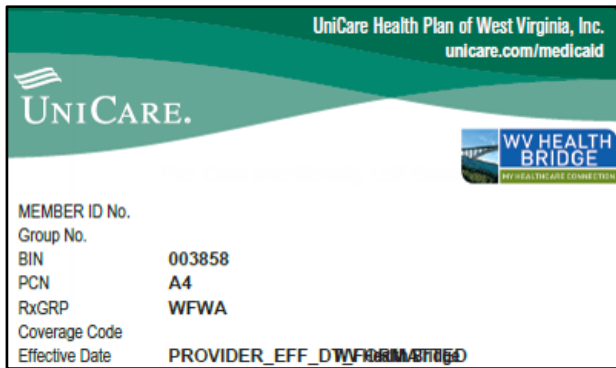 UniCare Health Plan of West Virginia, Inc.
unicare.com/medicaid
UNICARE.
WV HEALTH
BRIDGE
MY HEALTHCARE CONNECTION
MEMBER ID No.
Group No.
BIN 003858
PCN A4
RxGRP WFWA
Coverage Code
Effective Date PROVIDER_EFF_DT